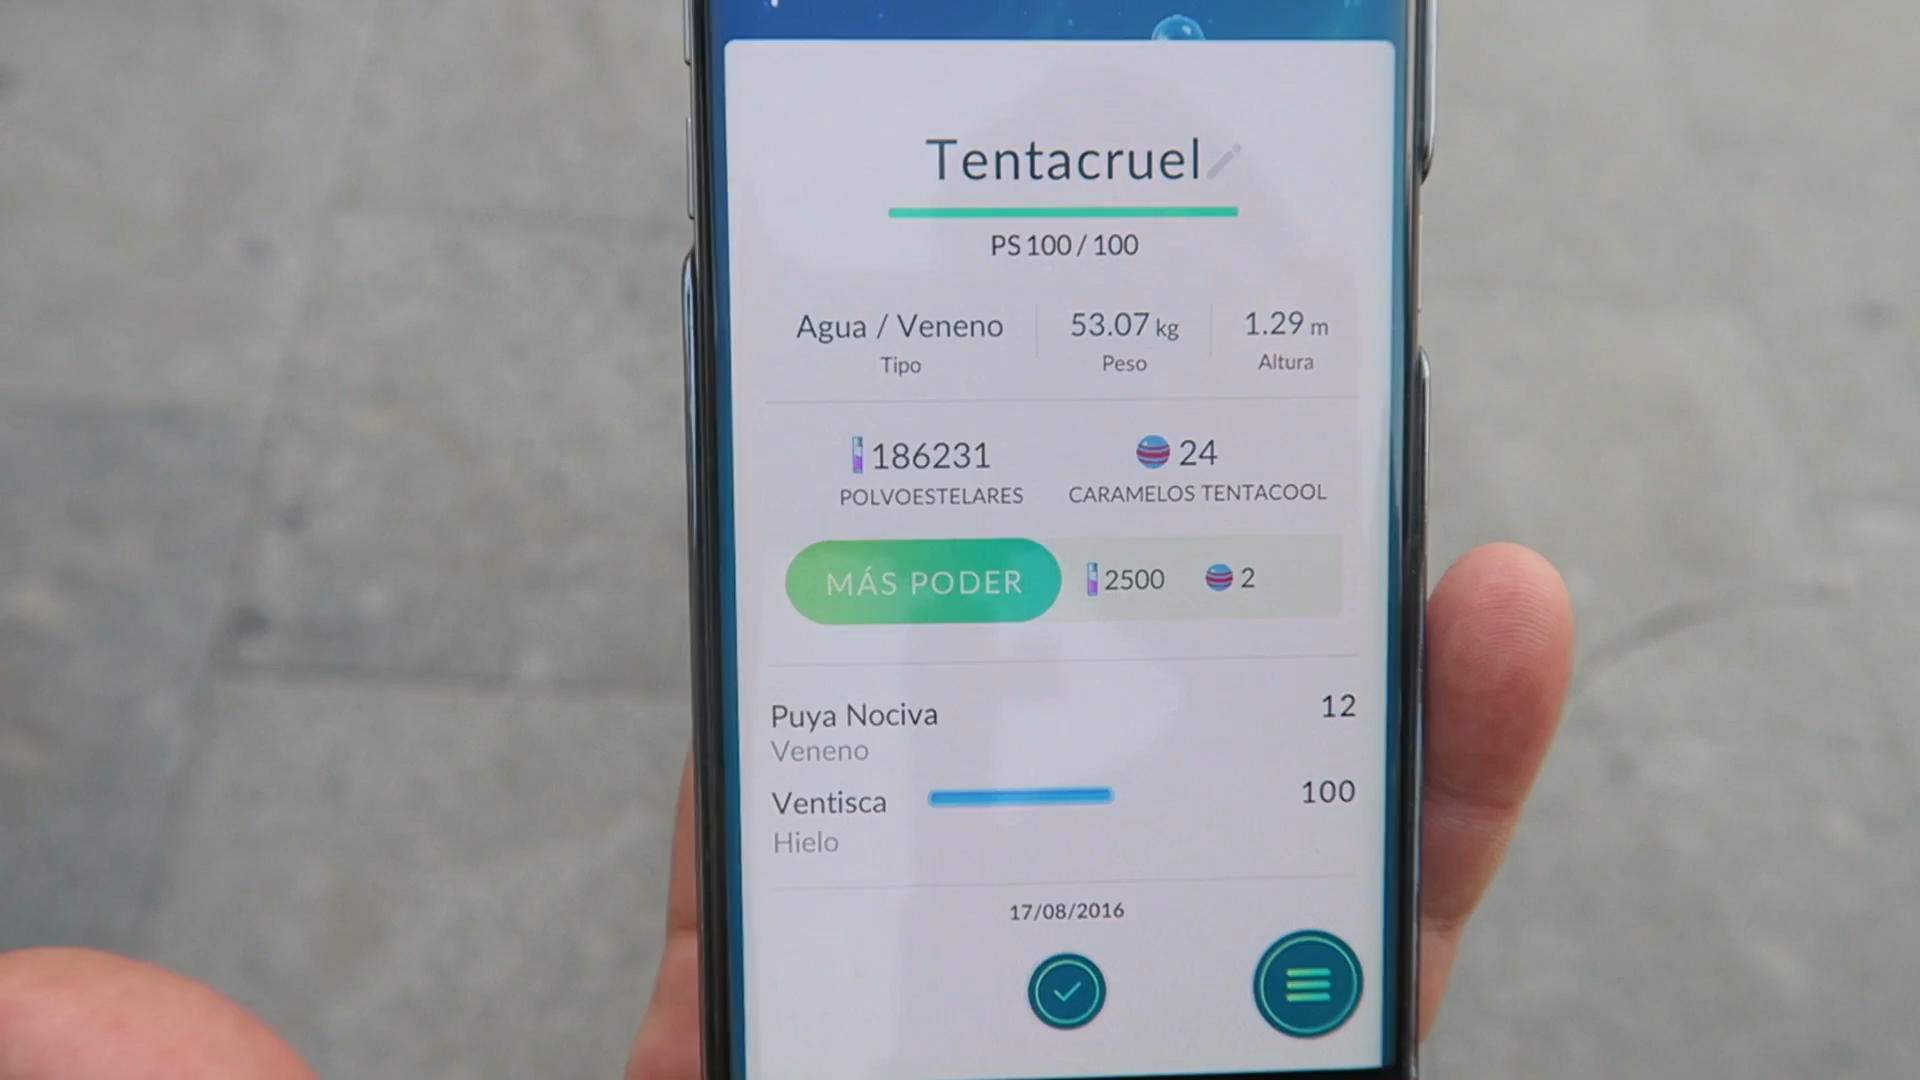 Tentacruel
PS 100 / 100
Agua / Veneno
Tipo
53.07 kg
Peso
1.29 m
Altura
186231
POLVOESTELARES
24
CARAMELOS TENTACOOL
MÁS PODER
2500
2
Puya Nociva
12
Veneno
Ventisca
100
Hielo
17/08/2016